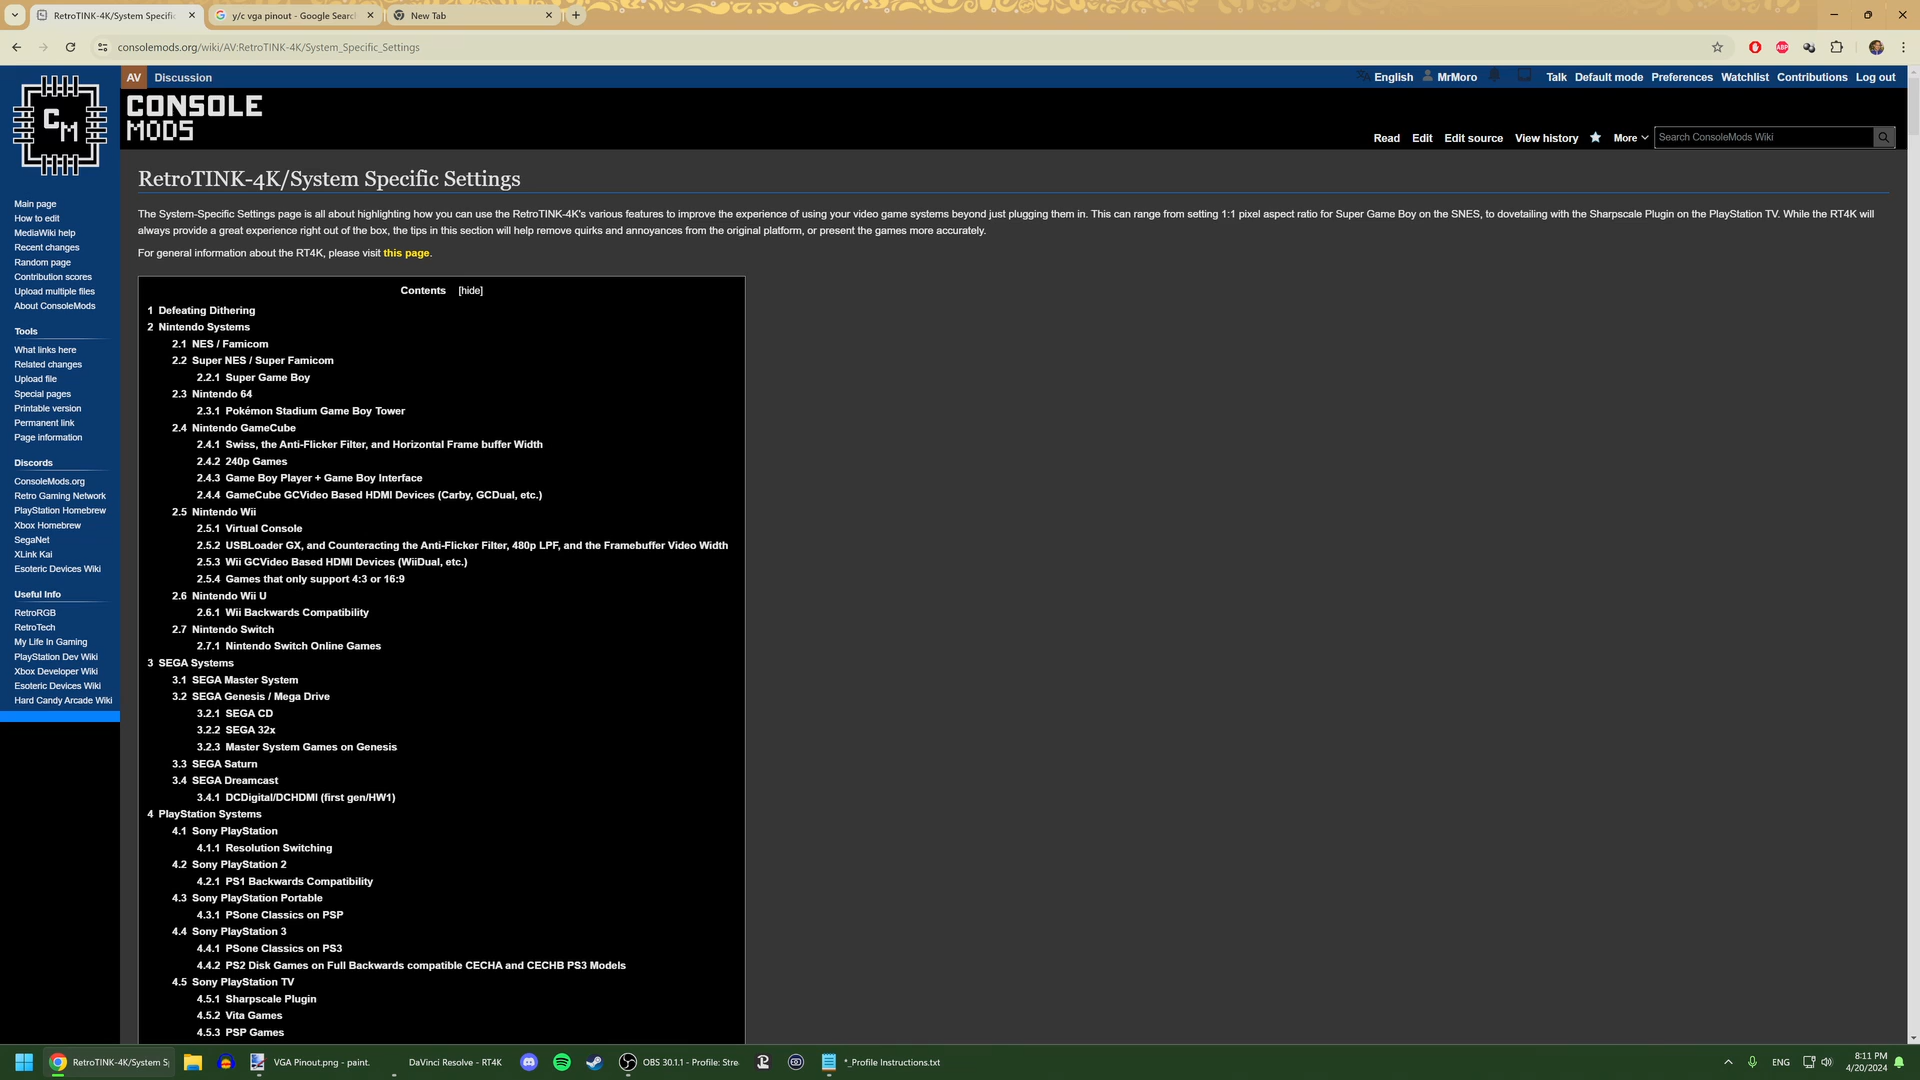 RetroTINK-4K/System Specific
y/c vga pinout - Google Search
New Tab
consolemods.org/wiki/AV:RetroTINK-4K/System_Specific_Settings
AV Discussion
English MrMoro Talk Default mode Preferences Watchlist Contributions Log out
CM
CONSOLE
MODS
Read Edit Edit source View history More Search ConsoleMods Wiki
Main page
How to edit
MediaWiki help
Recent changes
Random page
Contribution scores
Upload multiple files
About ConsoleMods
Tools
What links here
Related changes
Upload file
Special pages
Printable version
Permanent link
Page information
Discords
ConsoleMods.org
Retro Gaming Network
PlayStation Homebrew
Xbox Homebrew
SegaNet
XLink Kai
Esoteric Devices Wiki
Useful Info
RetroRGB
RetroTech
My Life In Gaming
PlayStation Dev Wiki
Xbox Developer Wiki
Esoteric Devices Wiki
Hard Candy Arcade Wiki
RetroTINK-4K/System Specific Settings
The System-Specific Settings page is all about highlighting how you can use the RetroTINK-4K's various features to improve the experience of using your video game systems beyond just plugging them in. This can range from setting 1:1 pixel aspect ratio for Super Game Boy on the SNES, to dovetailing with the Sharpscale Plugin on the PlayStation TV. While the RT4K will
always provide a great experience right out of the box, the tips in this section will help remove quirks and annoyances from the original platform, or present the games more accurately.
For general information about the RT4K, please visit this page.
Contents [hide]
1 Defeating Dithering
2 Nintendo Systems
2.1 NES / Famicom
2.2 Super NES / Super Famicom
2.2.1 Super Game Boy
2.3 Nintendo 64
2.3.1 Pokémon Stadium Game Boy Tower
2.4 Nintendo GameCube
2.4.1 Swiss, the Anti-Flicker Filter, and Horizontal Frame buffer Width
2.4.2 240p Games
2.4.3 Game Boy Player + Game Boy Interface
2.4.4 GameCube GCVideo Based HDMI Devices (Carby, GCDual, etc.)
2.5 Nintendo Wii
2.5.1 Virtual Console
2.5.2 USBLoader GX, and Counteracting the Anti-Flicker Filter, 480p LPF, and the Framebuffer Video Width
2.5.3 Wii GCVideo Based HDMI Devices (WiiDual, etc.)
2.5.4 Games that only support 4:3 or 16:9
2.6 Nintendo Wii U
2.6.1 Wii Backwards Compatibility
2.7 Nintendo Switch
2.7.1 Nintendo Switch Online Games
3 SEGA Systems
3.1 SEGA Master System
3.2 SEGA Genesis / Mega Drive
3.2.1 SEGA CD
3.2.2 SEGA 32x
3.2.3 Master System Games on Genesis
3.3 SEGA Saturn
3.4 SEGA Dreamcast
3.4.1 DCDigital/DCHDMI (first gen/HW1)
4 PlayStation Systems
4.1 Sony PlayStation
4.1.1 Resolution Switching
4.2 Sony PlayStation 2
4.2.1 PS1 Backwards Compatibility
4.3 Sony PlayStation Portable
4.3.1 PSone Classics on PSP
4.4 Sony PlayStation 3
4.4.1 PSone Classics on PS3
4.4.2 PS2 Disk Games on Full Backwards compatible CECHA and CECHB PS3 Models
4.5 Sony PlayStation TV
4.5.1 Sharpscale Plugin
4.5.2 Vita Games
4.5.3 PSP Games
RetroTINK-4K/System S
VGA Pinout.png - paint.
DaVinci Resolve - RT4K
OBS 30.1.1 - Profile: Stre
*_Profile Instructions.txt
ENG
8:11 PM
4/20/2024